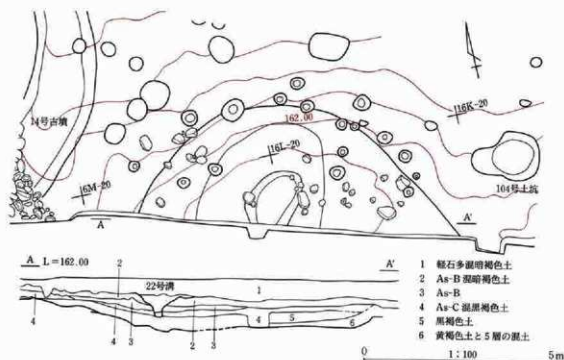 14号古墳
16K-20
162.00
16L-20
6M-20
104号土坑
A
A'
A L=162.00
2
22号溝
1
A'
4
4
3
2
3
4
5
6
1 軽石多混暗褐色土
2 As-B混暗褐色土
3 As-B
4 As-C混黒褐色土
5 黒褐色土
6 黄褐色土と5層の混土
0
1:100
5m